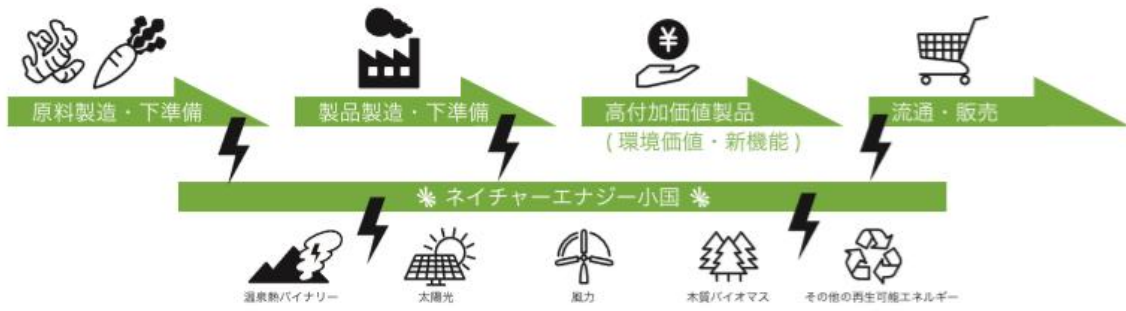 原料製造・下準備
製品製造・下準備
高付加価値製品
(環境価値・新機能)
流通・販売
ネイチャーエナジー小国
温泉熱バイナリー
太陽光
風力
木質バイオマス
その他の再生可能エネルギー
¥